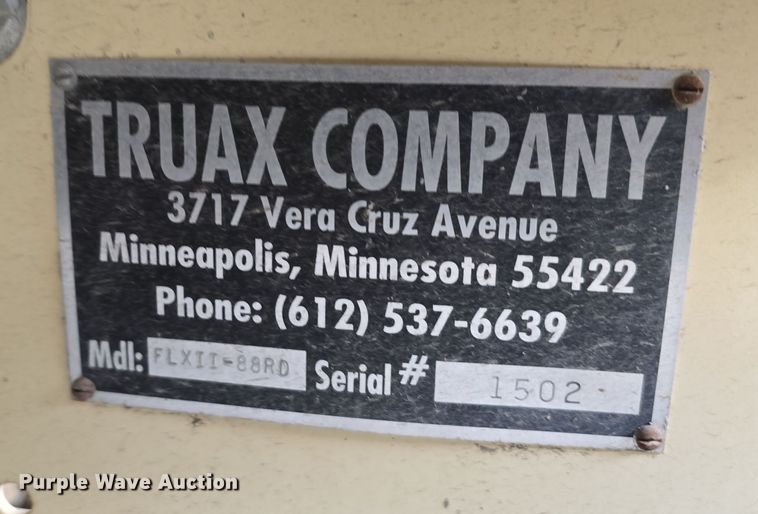 TRUAX COMPANY
3717 Vera Cruz Avenue
Minneapolis, Minnesota 55422
Phone: (612) 537-6639
Mdl: FLXII-88RD Serial # 1502
Purple Wave Auction